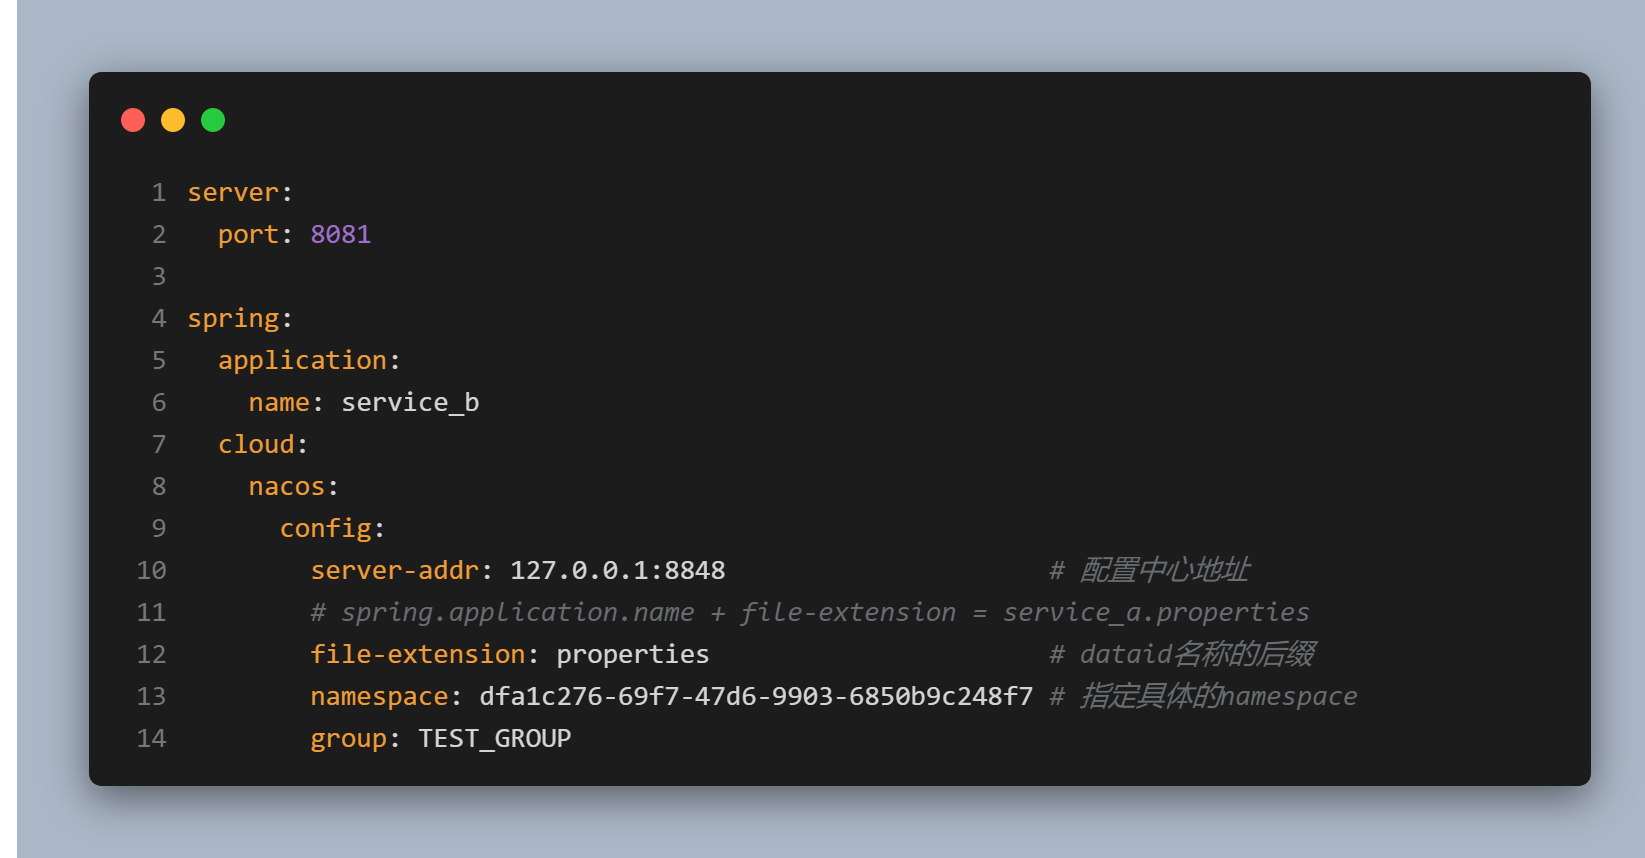 1 server:
2   port: 8081
3
4 spring:
5   application:
6     name: service_b
7   cloud:
8     nacos:
9       config:
10         server-addr: 127.0.0.1:8848                     # 配置中心地址
11         # spring.application.name + file-extension = service_a.properties
12         file-extension: properties                      # dataid名称的后缀
13         namespace: dfa1c276-69f7-47d6-9903-6850b9c248f7 # 指定具体的namespace
14         group: TEST_GROUP